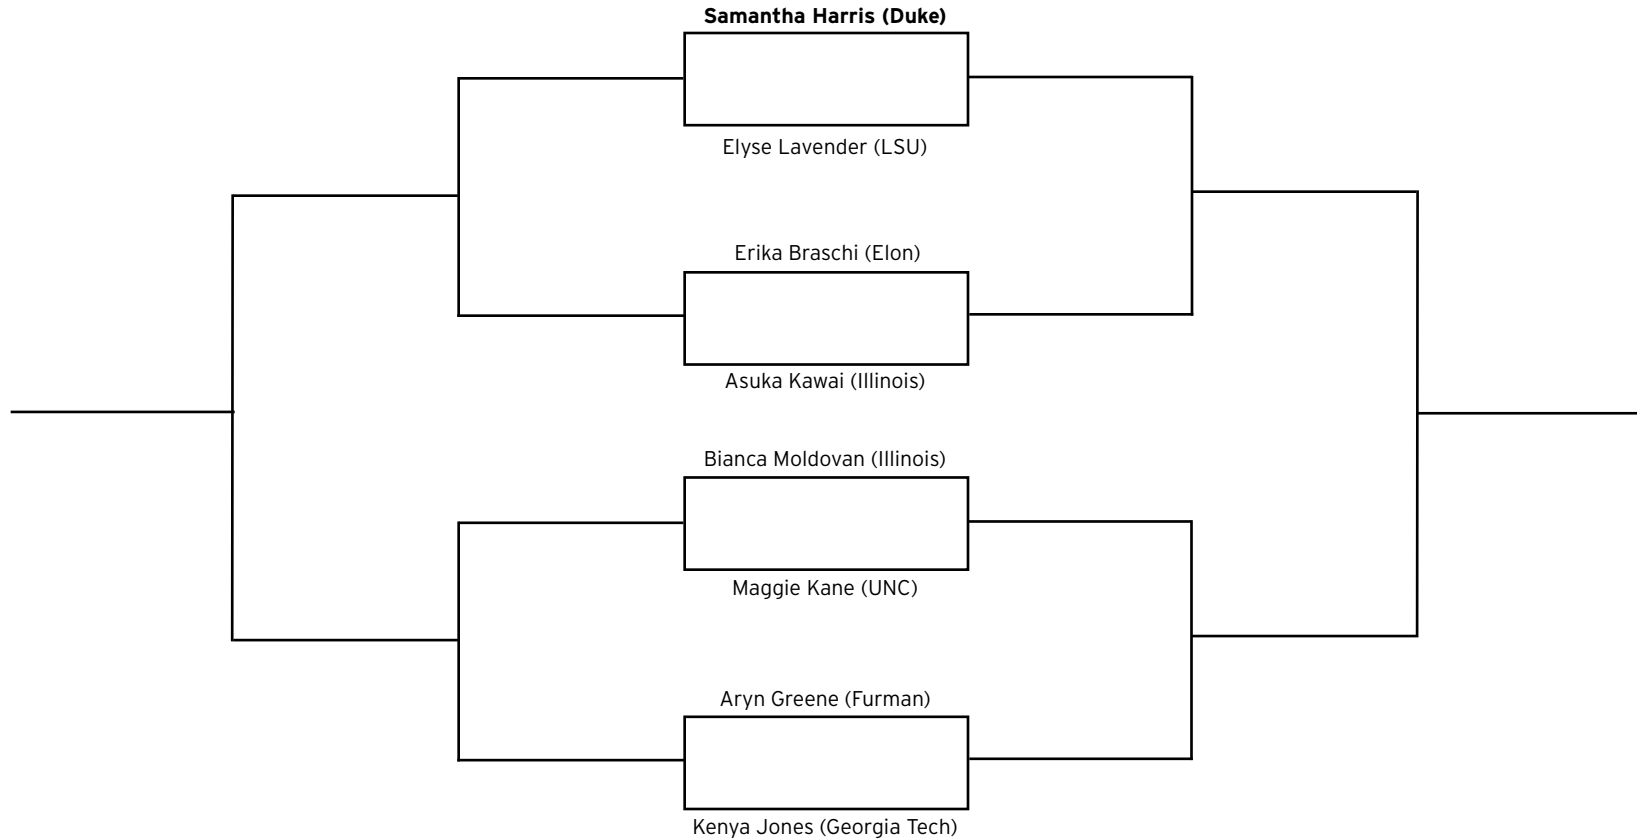 Samantha Harris (Duke)
Elyse Lavender (LSU)
Erika Braschi (Elon)
Asuka Kawai (Illinois)
Bianca Moldovan (Illinois)
Maggie Kane (UNC)
Aryn Greene (Furman)
Kenya Jones (Georgia Tech)